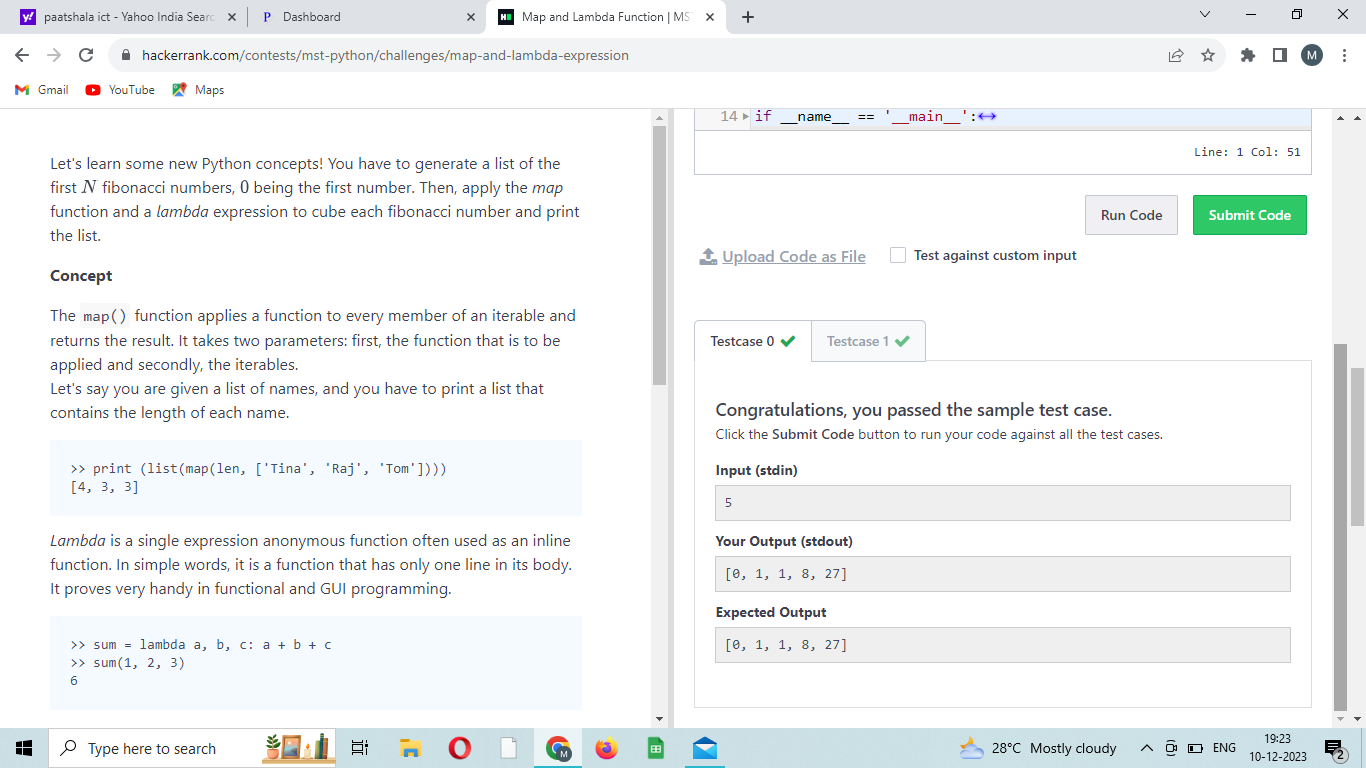 paatshala ict - Yahoo India Searc
Dashboard
Map and Lambda Function | MS
hackerrank.com/contests/mst-python/challenges/map-and-lambda-expression
M
Gmail
YouTube
Maps
Let's learn some new Python concepts! You have to generate a list of the
first N fibonacci numbers, 0 being the first number. Then, apply the map
function and a lambda expression to cube each fibonacci number and print
the list.
Concept
The map() function applies a function to every member of an iterable and
returns the result. It takes two parameters: first, the function that is to be
applied and secondly, the iterables.
Let's say you are given a list of names, and you have to print a list that
contains the length of each name.
>> print (list(map(len, ['Tina', 'Raj', 'Tom'])))
[4, 3, 3]
Lambda is a single expression anonymous function often used as an inline
function. In simple words, it is a function that has only one line in its body.
It proves very handy in functional and GUI programming.
>> sum = lambda a, b, c: a + b + c
>> sum(1, 2, 3)
6
14 if __name__ == '__main__':
Line: 1 Col: 51
Run Code
Submit Code
Upload Code as File
Test against custom input
Testcase 0
Testcase 1
Congratulations, you passed the sample test case.
Click the Submit Code button to run your code against all the test cases.
Input (stdin)
5
Your Output (stdout)
[0, 1, 1, 8, 27]
Expected Output
[0, 1, 1, 8, 27]
Type here to search
M
28°C Mostly cloudy
ENG
19:23
10-12-2023
2